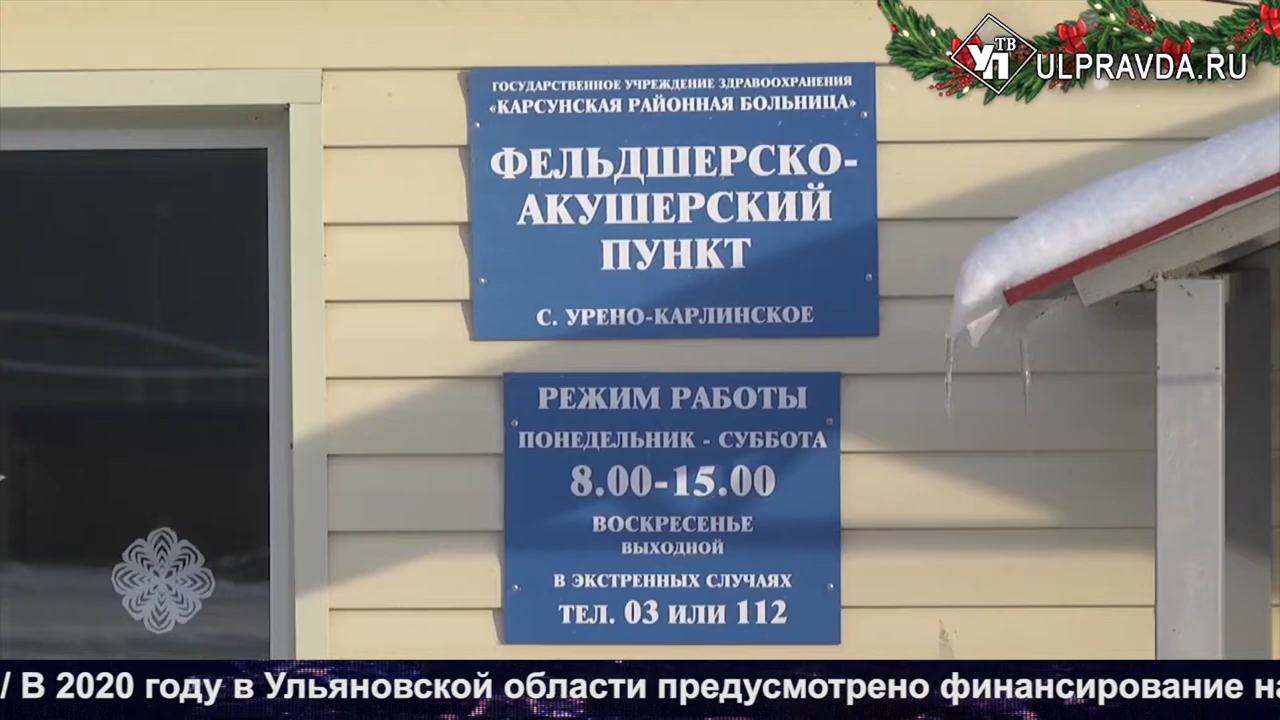 УП ТВ ULPRAVDA.RU
ГОСУДАРСТВЕННОЕ УЧРЕЖДЕНИЕ ЗДРАВООХРАНЕНИЯ
«КАРСУНСКАЯ РАЙОННАЯ БОЛЬНИЦА»
ФЕЛЬДШЕРСКО-
АКУШЕРСКИЙ
ПУНКТ
С. УРЕНО-КАРЛИНСКОЕ
РЕЖИМ РАБОТЫ
ПОНЕДЕЛЬНИК - СУББОТА
8.00-15.00
ВОСКРЕСЕНЬЕ
ВЫХОДНОЙ
В ЭКСТРЕННЫХ СЛУЧАЯХ
ТЕЛ. 03 ИЛИ 112
/ В 2020 году в Ульяновской области предусмотрено финансирование на